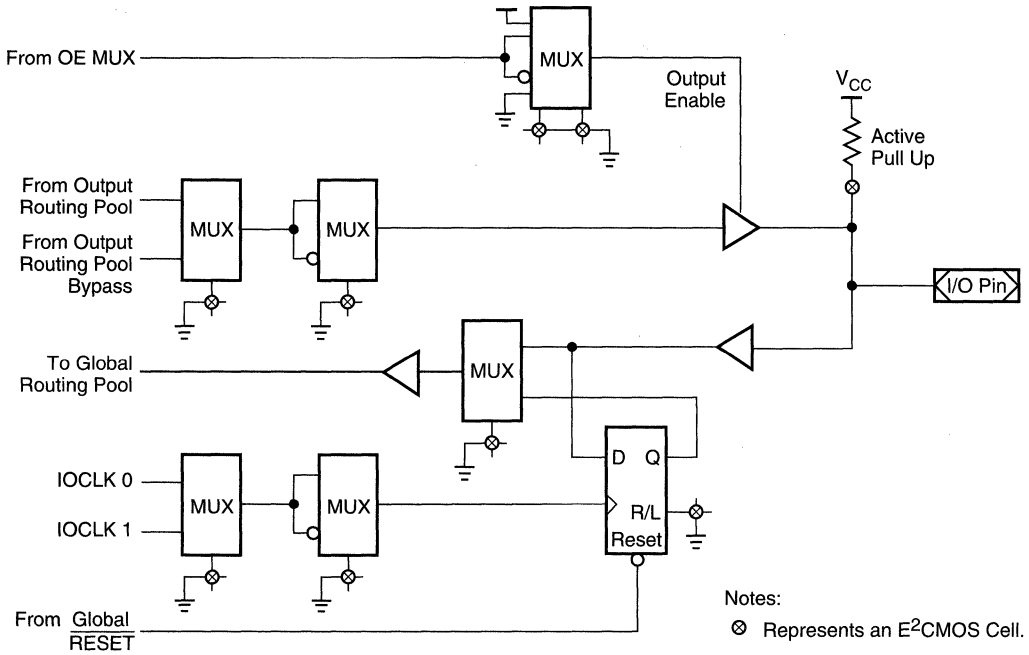 From OE MUX
MUX
Output
Enable
VCC
Active
Pull Up
From Output
Routing Pool
From Output
Routing Pool
Bypass
MUX
MUX
I/O Pin
To Global
Routing Pool
MUX
D Q
R/L
Reset
IOCLK 0
IOCLK 1
MUX
MUX
From Global
RESET
Notes:
Represents an E2CMOS Cell.